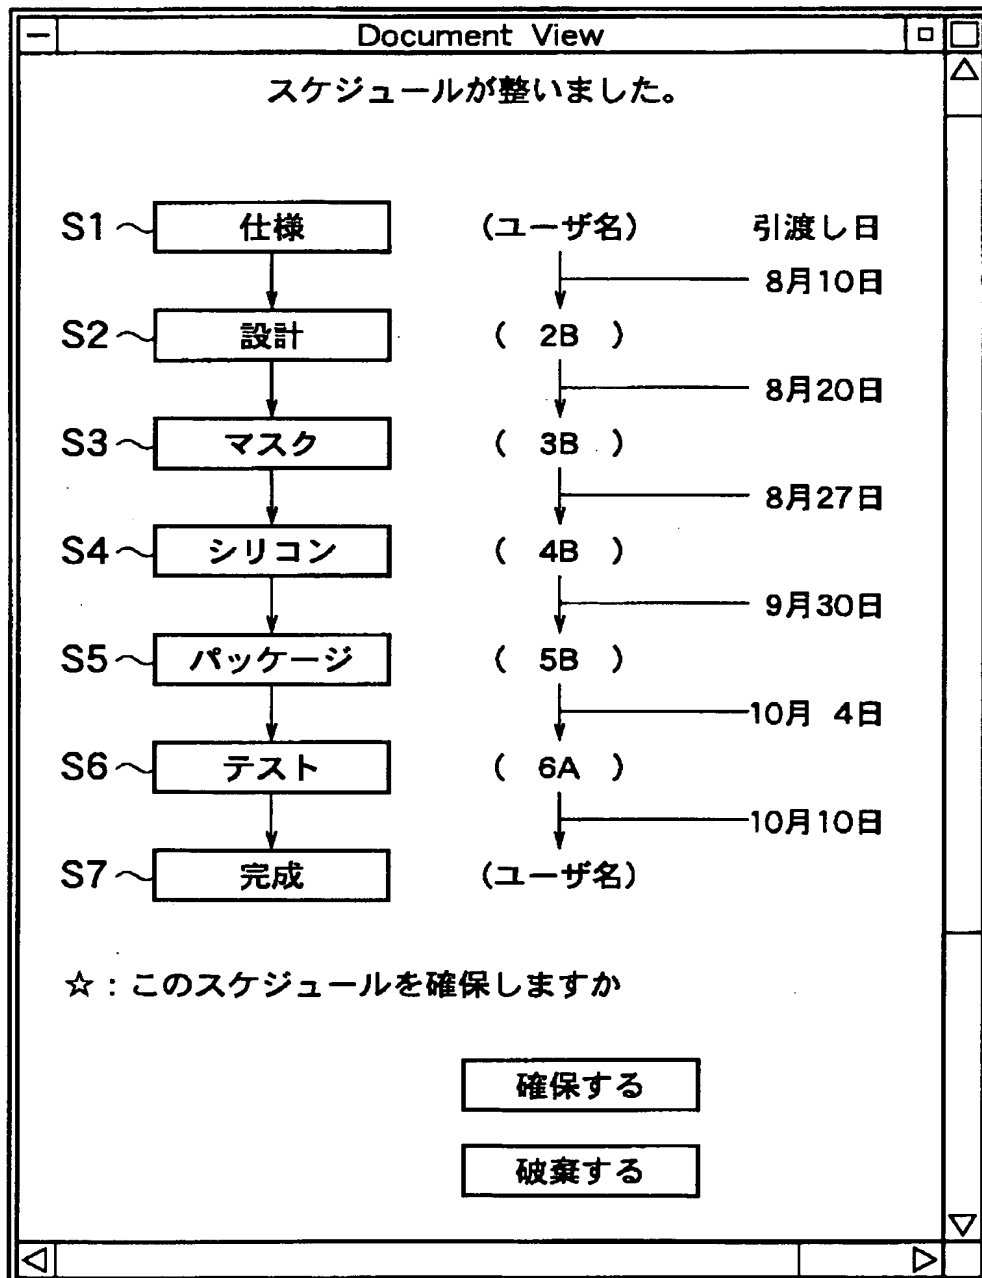 Document View
スケジュールが整いました。
S1 仕様 (ユーザ名) 引渡し日
8月10日
S2 設計 ( 2B )
8月20日
S3 マスク ( 3B )
8月27日
S4 シリコン ( 4B )
9月30日
S5 パッケージ ( 5B )
10月 4日
S6 テスト ( 6A )
10月10日
S7 完成 (ユーザ名)
☆：このスケジュールを確保しますか
確保する
破棄する